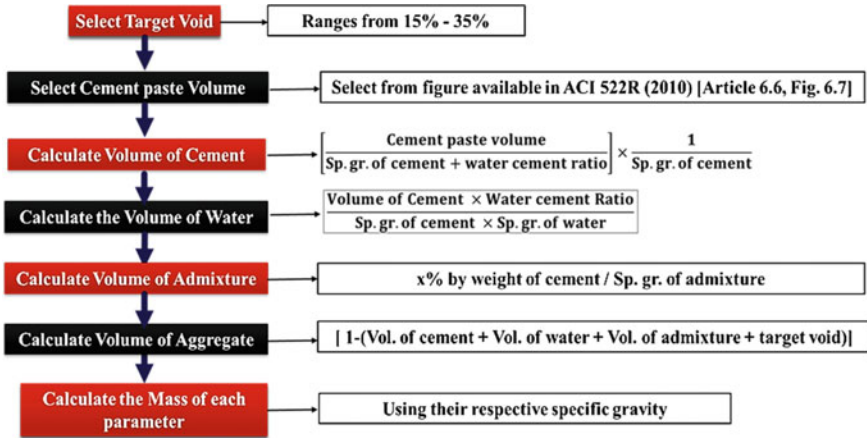 Select Target Void
Ranges from 15% - 35%
Select Cement paste Volume
Select from figure available in ACI 522R (2010) [Article 6.6, Fig. 6.7]
Calculate Volume of Cement
[Cement paste volume / Sp. gr. of cement + water cement ratio] × 1 / Sp. gr. of cement
Calculate the Volume of Water
Volume of Cement × Water cement Ratio / Sp. gr. of cement × Sp. gr. of water
Calculate Volume of Admixture
x% by weight of cement / Sp. gr. of admixture
Calculate Volume of Aggregate
[ 1-(Vol. of cement + Vol. of water + Vol. of admixture + target void)]
Calculate the Mass of each
parameter
Using their respective specific gravity